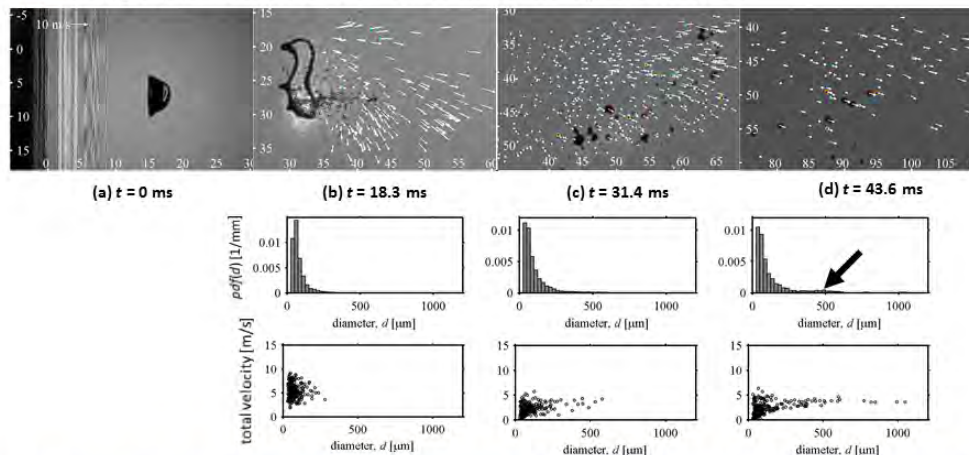 10 m/s
-5
0
5
10
15
0 5 10 15 20 25 30
15
20
25
30
35
30 35 40 45 50 55 60
35
40
45
50
40 45 50 55 60 65
35
40
45
50
55
80 85 90 95 100 105
(a) t = 0 ms
(b) t = 18.3 ms
(c) t = 31.4 ms
(d) t = 43.6 ms
pdf(d) [1/mm]
0.01
0.005
0
0 500 1000
diameter, d [μm]
0.01
0.005
0
0 500 1000
diameter, d [μm]
0.01
0.005
0
0 500 1000
diameter, d [μm]
total velocity [m/s]
15
10
5
0
0 500 1000
diameter, d [μm]
15
10
5
0
0 500 1000
diameter, d [μm]
15
10
5
0
0 500 1000
diameter, d [μm]